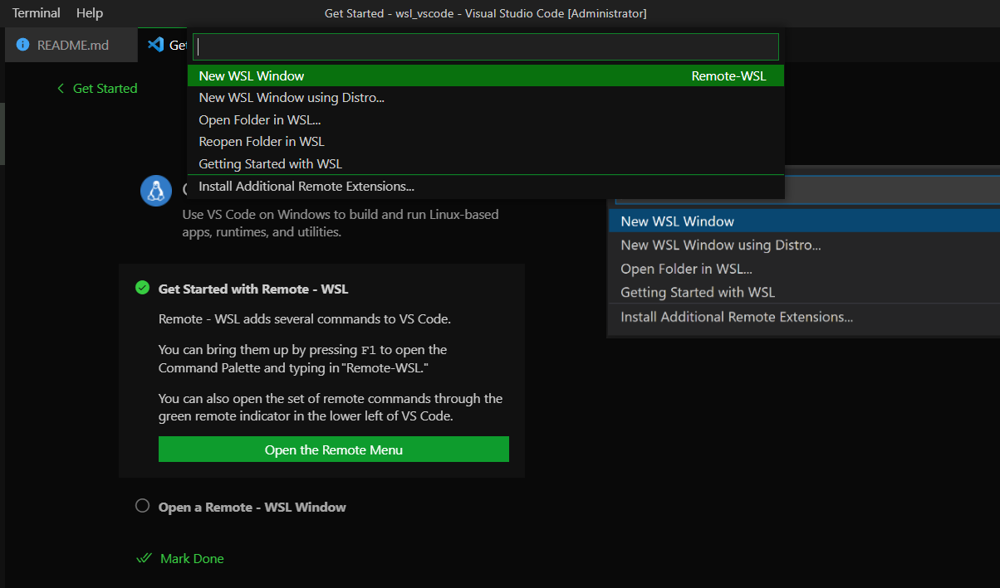 Terminal Help Get Started - wsl_vscode - Visual Studio Code [Administrator]
README.md
Get Started
New WSL Window Remote-WSL
New WSL Window using Distro...
Open Folder in WSL...
Reopen Folder in WSL
Getting Started with WSL
Install Additional Remote Extensions...
Use VS Code on Windows to build and run Linux-based
apps, runtimes, and utilities.
Get Started with Remote - WSL
Remote - WSL adds several commands to VS Code.
You can bring them up by pressing F1 to open the
Command Palette and typing in "Remote-WSL."
You can also open the set of remote commands through the
green remote indicator in the lower left of VS Code.
Open the Remote Menu
Open a Remote - WSL Window
Mark Done
New WSL Window
New WSL Window using Distro...
Open Folder in WSL...
Getting Started with WSL
Install Additional Remote Extensions...